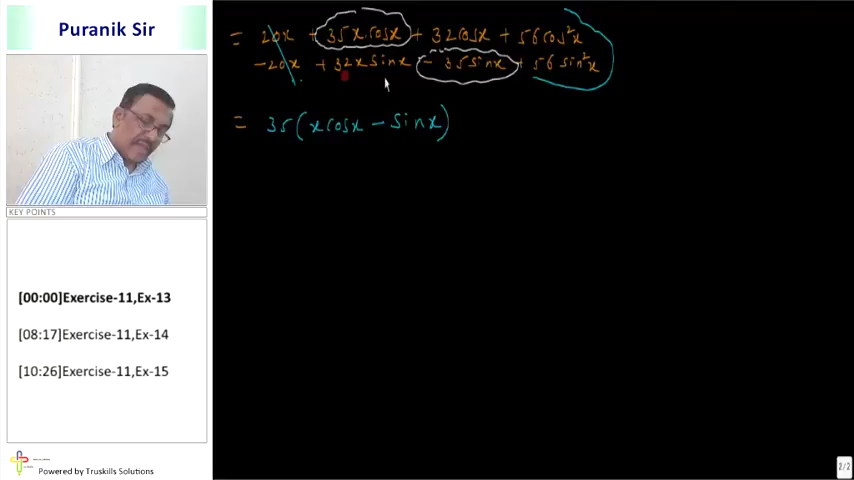 Puranik Sir
= 20x + 35x.cosx + 32cosx + 56cos²x
-20x + 32xsinx - 35sinx + 56sin²x
= 35(xcosx - sinx)
KEY POINTS
[00:00]Exercise-11,Ex-13
[08:17]Exercise-11,Ex-14
[10:26]Exercise-11,Ex-15
Powered by Truskills Solutions
2/2